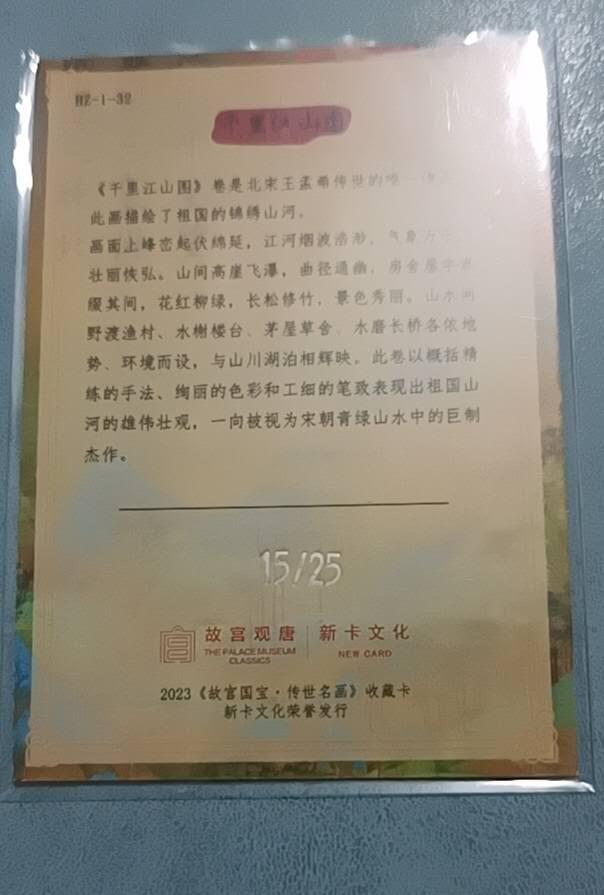 HZ-1-32
千里江山图
《千里江山图》卷是北宋王孟希传世的唯一
此画描绘了祖国的锦绣山河。
画面上峰峦起伏绵延，江河烟波浩渺，气象万
壮丽恢弘。山间高崖飞瀑，曲径通幽，房舍屋宇
缀其间，花红柳绿，长松修竹，景色秀丽。山水间
野渡渔村、水榭楼台、茅屋草舍、水磨长桥各依地
势、环境而设，与山川湖泊相辉映。此卷以概括精
练的手法、绚丽的色彩和工细的笔致表现出祖国山
河的雄伟壮观，一向被视为宋朝青绿山水中的巨制
杰作。
15/25
故宫观唐 新卡文化
THE PALACE MUSEUM NEW CARD
CLASSICS
2023《故宫国宝·传世名画》收藏卡
新卡文化荣誉发行